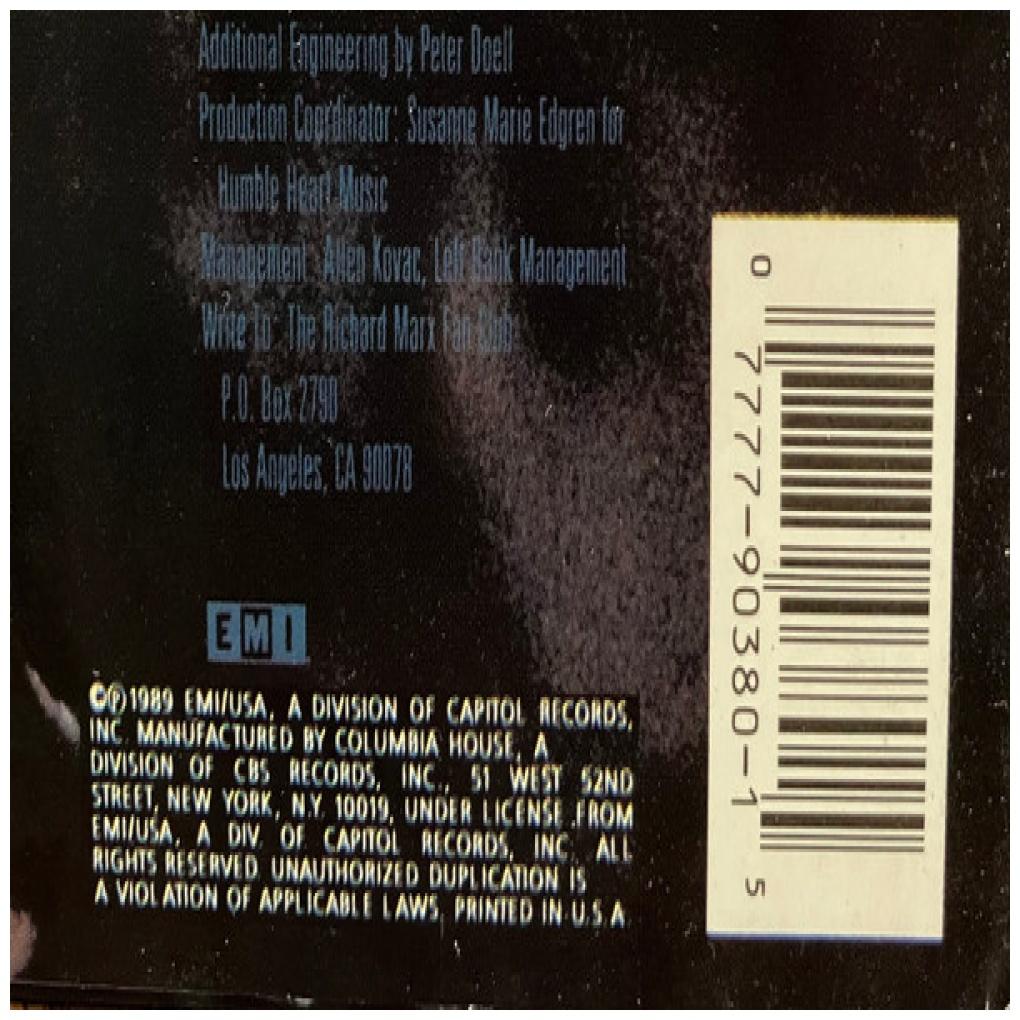 Additional Engineering by Peter Doell
Production Coordinator: Susanne Marie Edgren for
Humble Heart Music
Management: Allen Kovac, Left Bank Management
Write To: The Richard Marx Fan Club
P.O. Box 2790
Los Angeles, CA 90078
EMI
©℗1989 EMI/USA, A DIVISION OF CAPITOL RECORDS,
INC. MANUFACTURED BY COLUMBIA HOUSE, A
DIVISION OF CBS RECORDS, INC., 51 WEST 52ND
STREET, NEW YORK, N.Y. 10019, UNDER LICENSE FROM
EMI/USA, A DIV. OF CAPITOL RECORDS, INC. ALL
RIGHTS RESERVED. UNAUTHORIZED DUPLICATION IS
A VIOLATION OF APPLICABLE LAWS. PRINTED IN U.S.A.
0 7777-90380-1 5